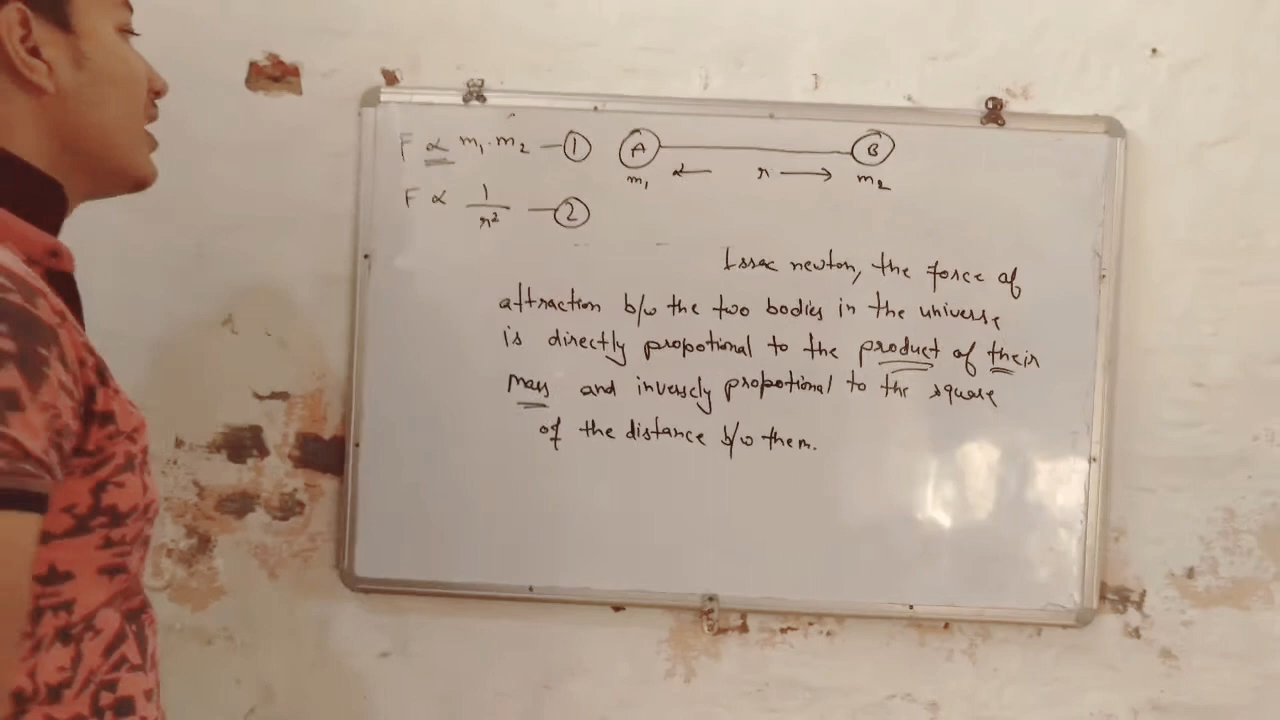 F ∝ m₁.m₂ — ①
A B
m₁ ← r → m₂
F ∝ 1/r² — ②
Issac newton, the force of
attraction b/w the two bodies in the universe
is directly propotional to the product of their
mass and inversely propotional to the square
of the distance b/w them.